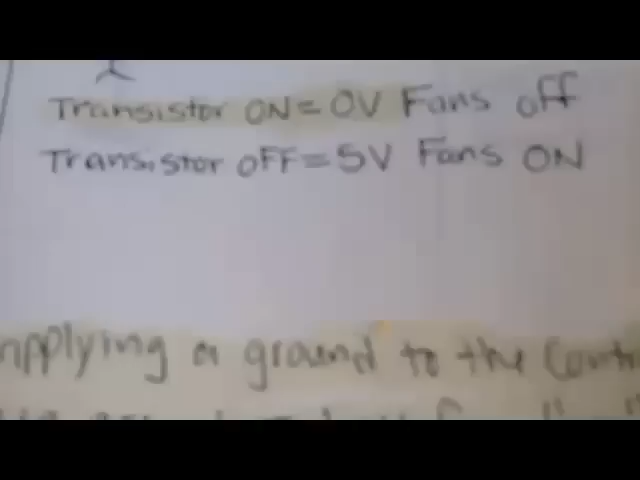 Transistor ON = 0V Fans off
Transistor OFF = 5V Fans ON
applying a ground to the